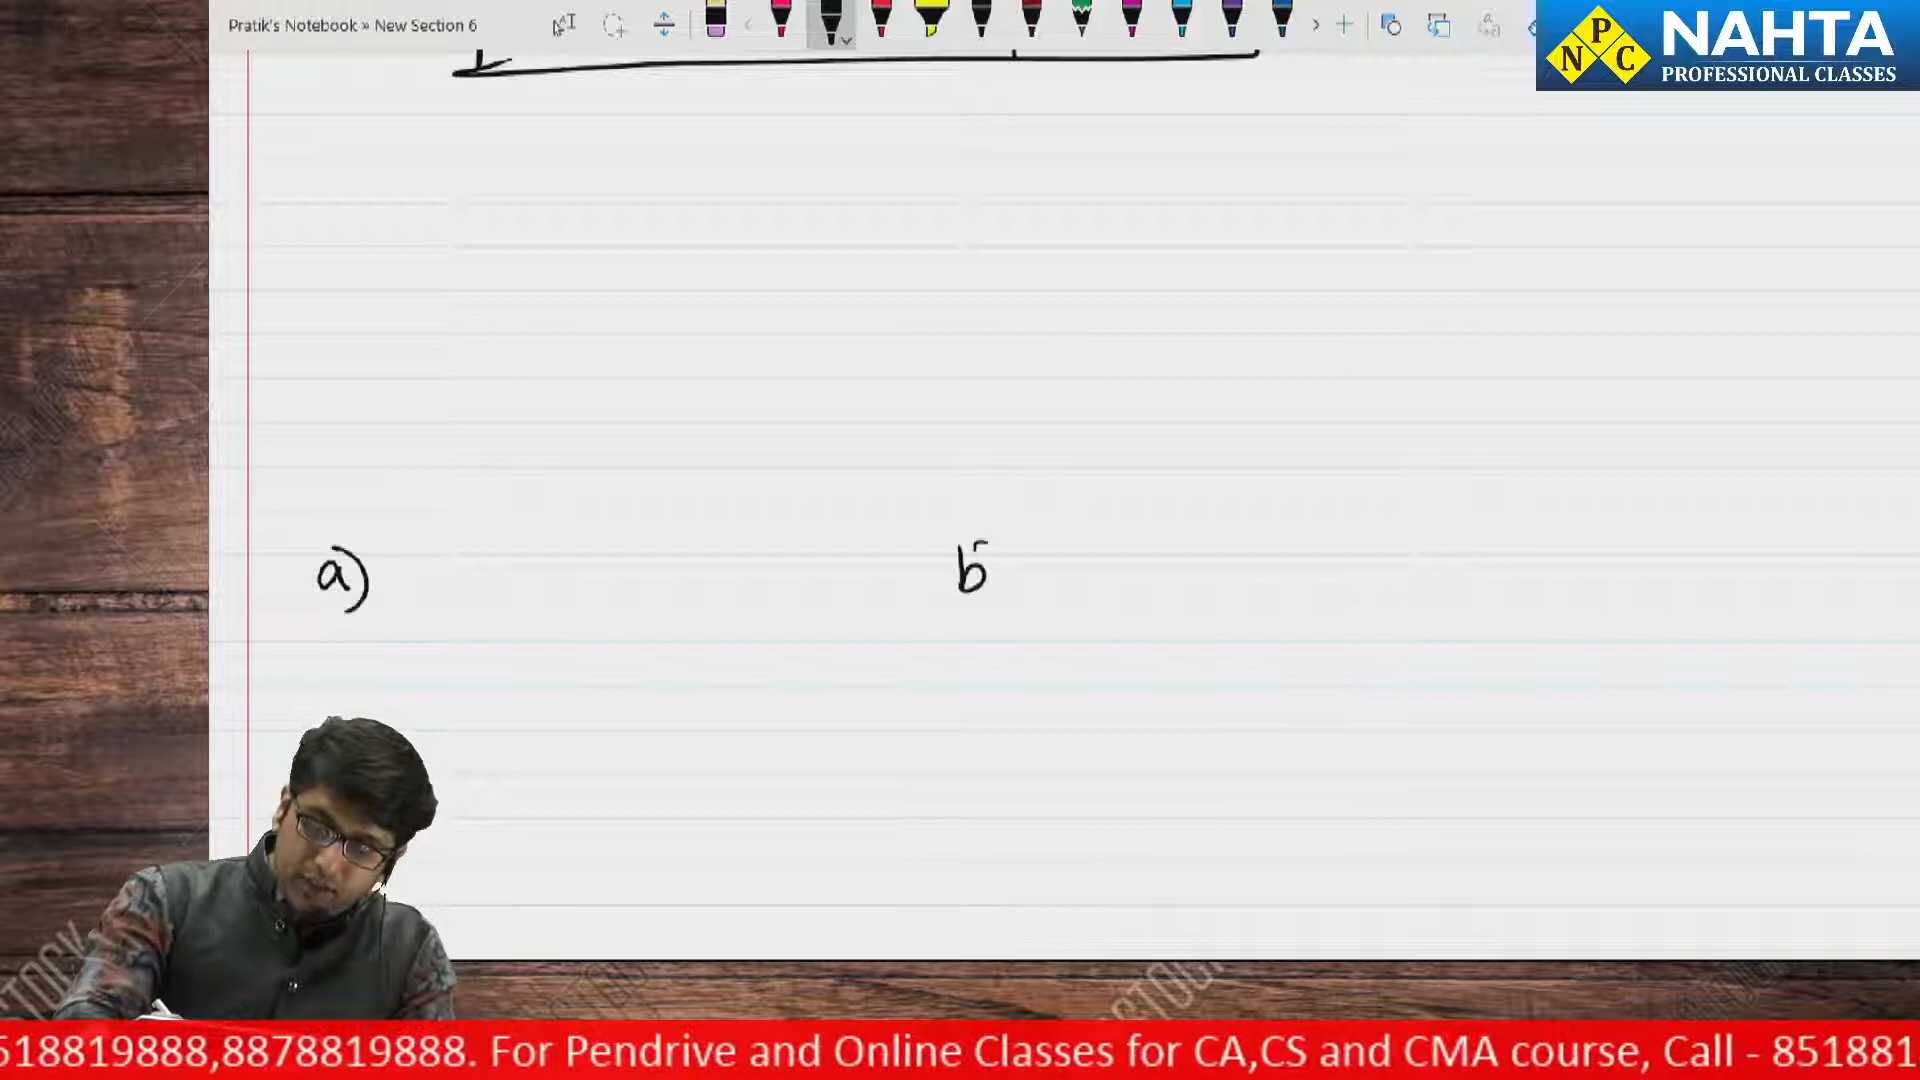 Pratik's Notebook » New Section 6
NPC
NAHTA
PROFESSIONAL CLASSES
a) b
518819888,8878819888. For Pendrive and Online Classes for CA,CS and CMA course, Call - 851881